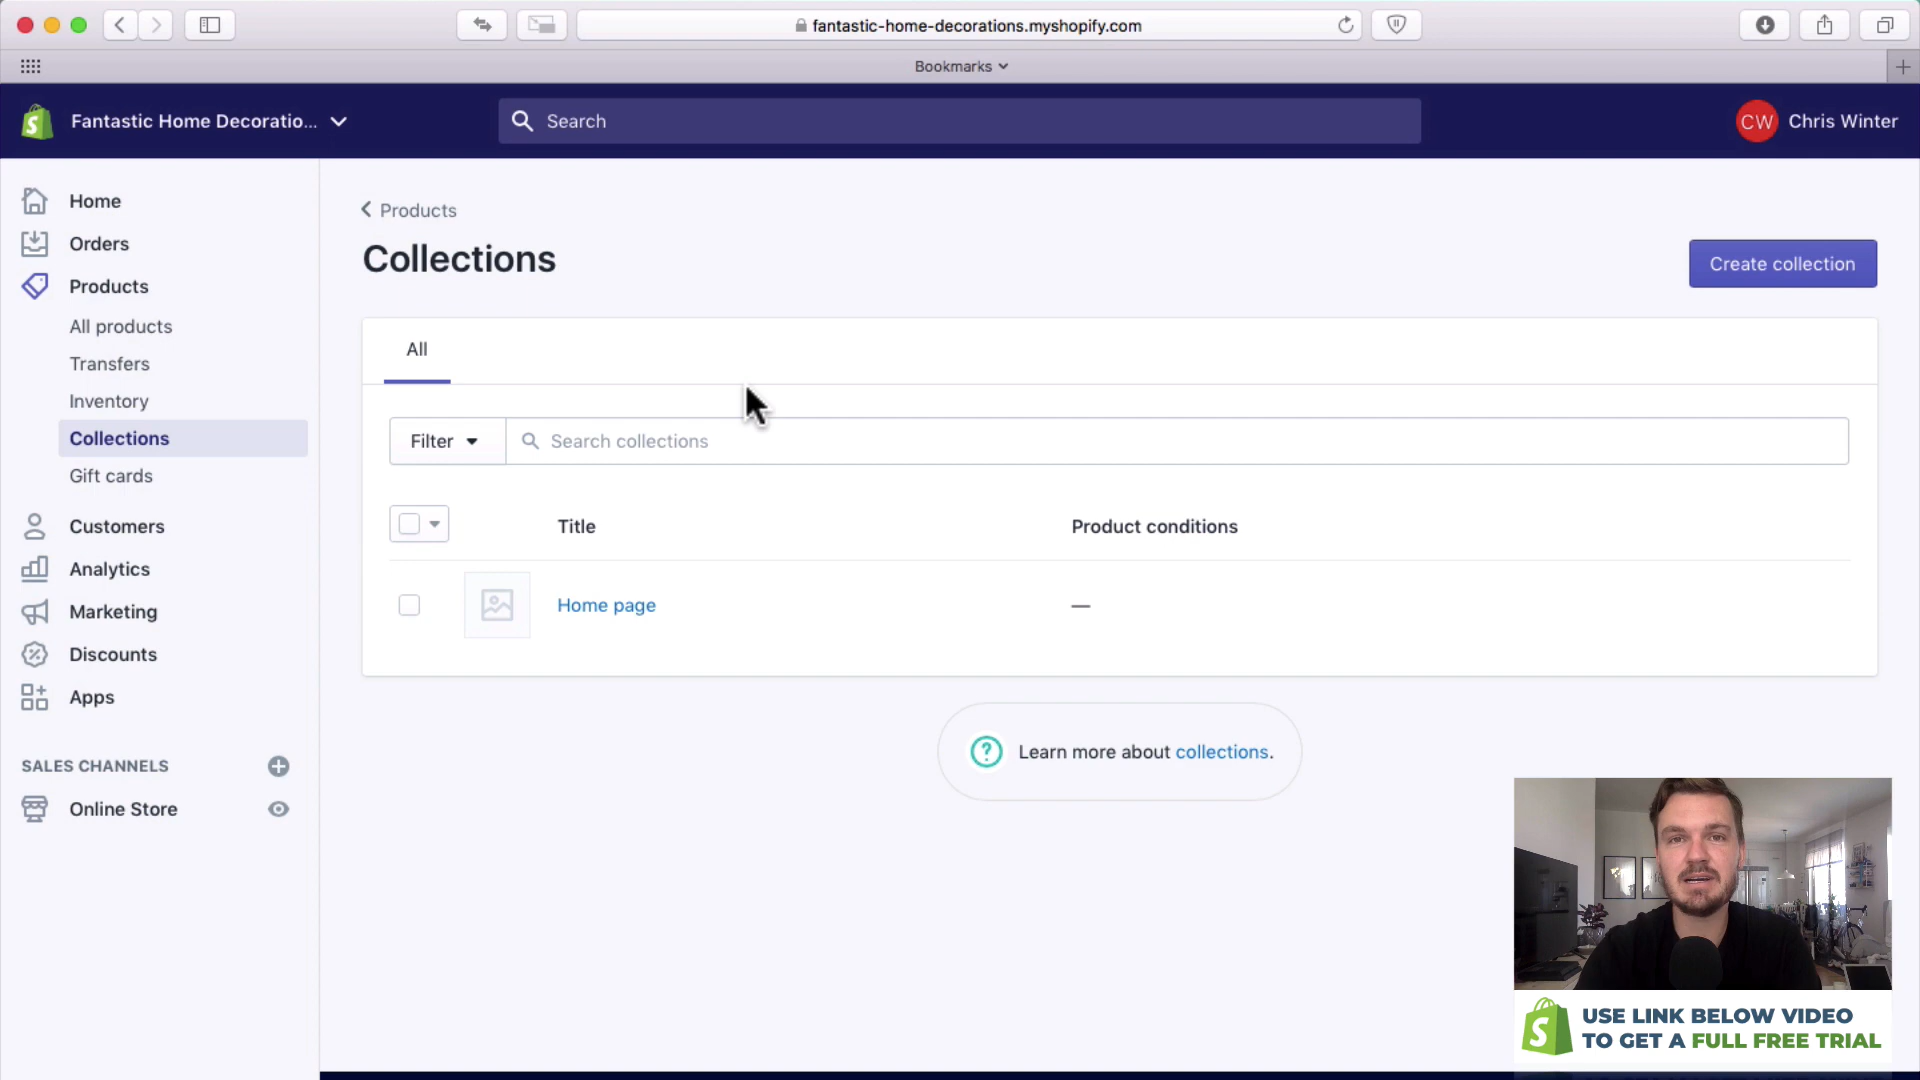 fantastic-home-decorations.myshopify.com
Bookmarks
Fantastic Home Decoratio...
Search
CW Chris Winter
Home
Orders
Products
All products
Transfers
Inventory
Collections
Gift cards
Customers
Analytics
Marketing
Discounts
Apps
SALES CHANNELS
Online Store
Products
Collections
Create collection
All
Filter
Search collections
Title
Product conditions
Home page
—
Learn more about collections.
USE LINK BELOW VIDEO
TO GET A FULL FREE TRIAL